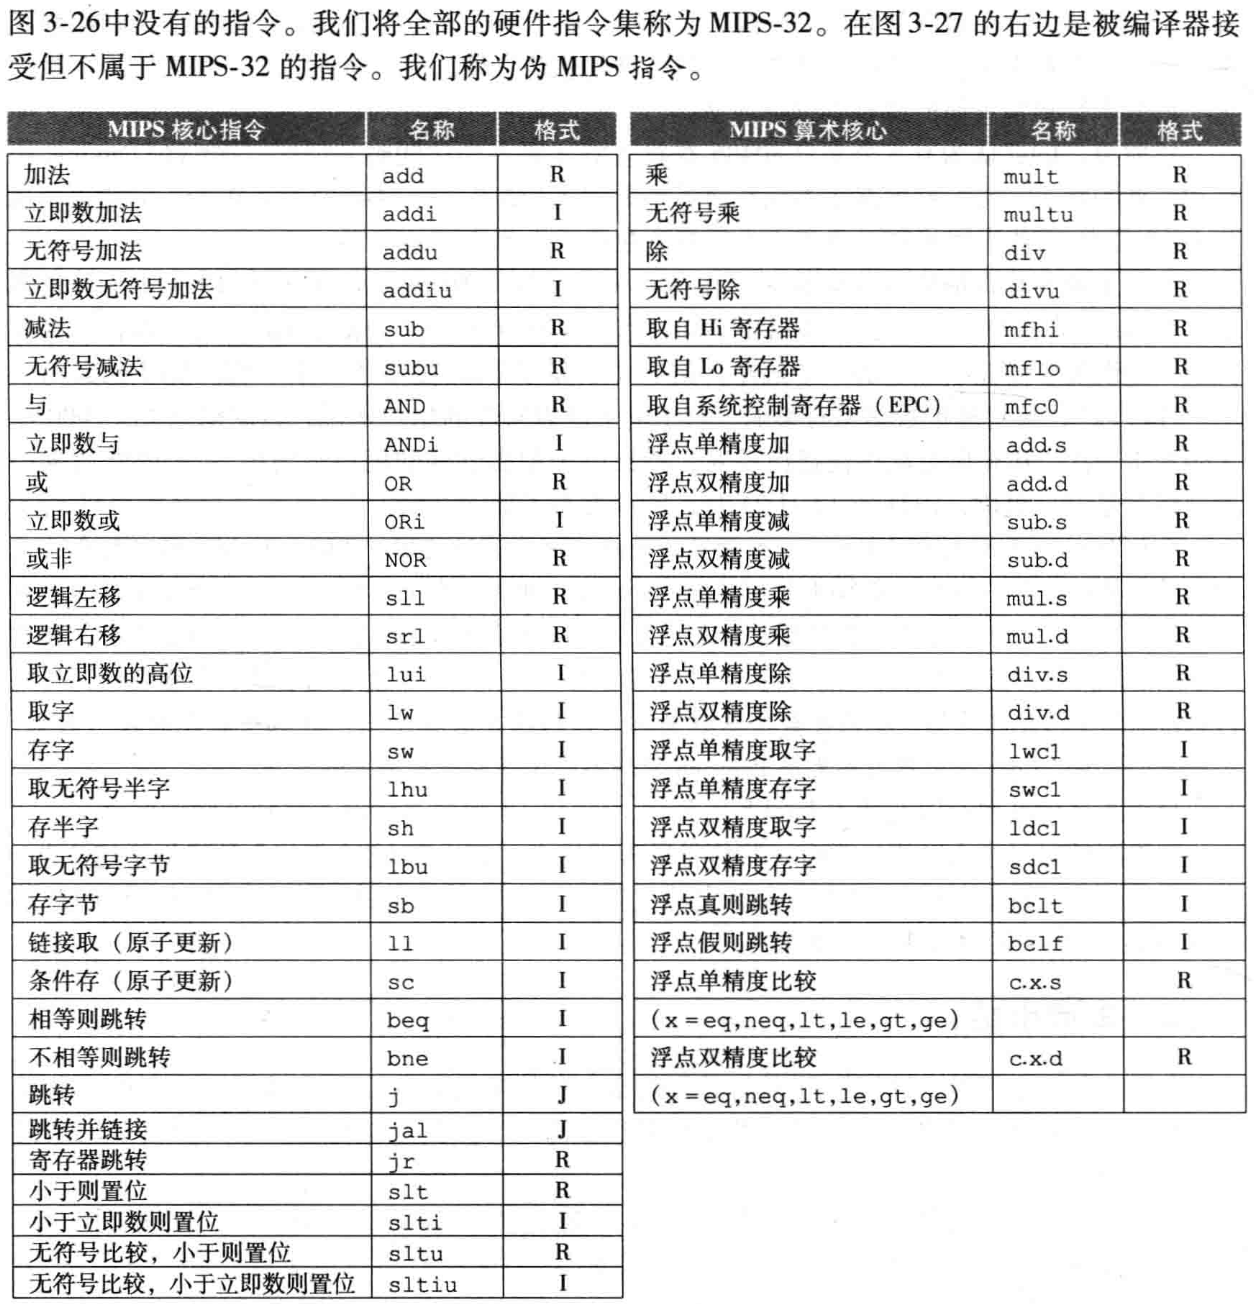 图 3-26中没有的指令。我们将全部的硬件指令集称为 MIPS-32。在图 3-27 的右边是被编译器接
受但不属于 MIPS-32 的指令。我们称为伪 MIPS 指令。
MIPS 核心指令 名称 格式
加法 add R
立即数加法 addi I
无符号加法 addu R
立即数无符号加法 addiu I
减法 sub R
无符号减法 subu R
与 AND R
立即数与 ANDi I
或 OR R
立即数或 ORi I
或非 NOR R
逻辑左移 sll R
逻辑右移 srl R
取立即数的高位 lui I
取字 lw I
存字 sw I
取无符号半字 lhu I
存半字 sh I
取无符号字节 lbu I
存字节 sb I
链接取（原子更新） ll I
条件存（原子更新） sc I
相等则跳转 beq I
不相等则跳转 bne I
跳转 j J
跳转并链接 jal J
寄存器跳转 jr R
小于则置位 slt R
小于立即数则置位 slti I
无符号比较，小于则置位 sltu R
无符号比较，小于立即数则置位 sltiu I
MIPS 算术核心 名称 格式
乘 mult R
无符号乘 multu R
除 div R
无符号除 divu R
取自 Hi 寄存器 mfhi R
取自 Lo 寄存器 mflo R
取自系统控制寄存器（EPC） mfc0 R
浮点单精度加 add.s R
浮点双精度加 add.d R
浮点单精度减 sub.s R
浮点双精度减 sub.d R
浮点单精度乘 mul.s R
浮点双精度乘 mul.d R
浮点单精度除 div.s R
浮点双精度除 div.d R
浮点单精度取字 lwc1 I
浮点单精度存字 swc1 I
浮点双精度取字 ldc1 I
浮点双精度存字 sdc1 I
浮点真则跳转 bclt I
浮点假则跳转 bclf I
浮点单精度比较 c.x.s R
(x=eq,neq,lt,le,gt,ge)
浮点双精度比较 c.x.d R
(x=eq,neq,lt,le,gt,ge)